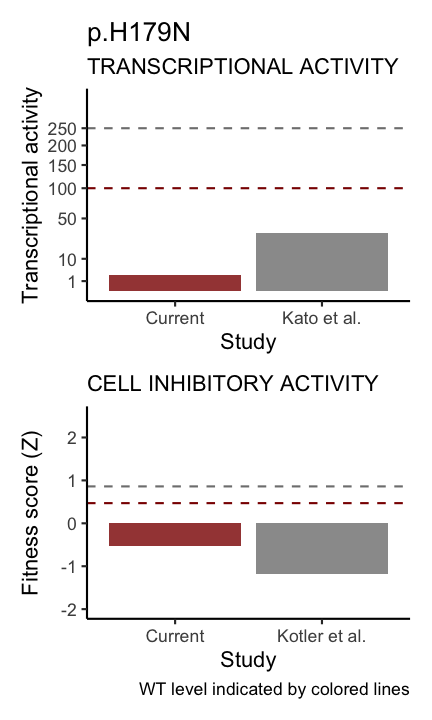 p.H179N
TRANSCRIPTIONAL ACTIVITY
Transcriptional activity
250
200
150
100
50
10
1
Current
Kato et al.
Study
CELL INHIBITORY ACTIVITY
Fitness score (Z)
2
1
0
-1
-2
Current
Kotler et al.
Study
WT level indicated by colored lines